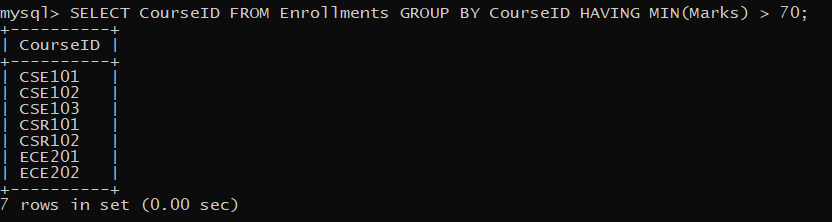 mysql> SELECT CourseID FROM Enrollments GROUP BY CourseID HAVING MIN(Marks) > 70;
+----------+
| CourseID |
+----------+
| CSE101   |
| CSE102   |
| CSE103   |
| CSR101   |
| CSR102   |
| ECE201   |
| ECE202   |
+----------+
7 rows in set (0.00 sec)